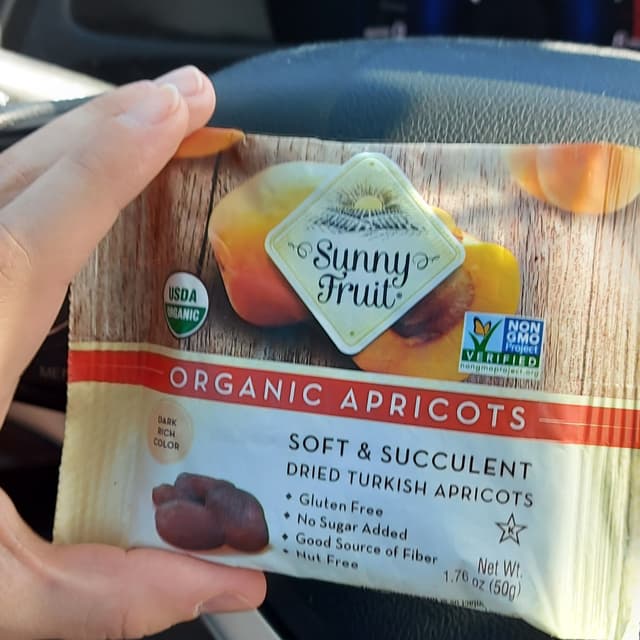 Sunny
Fruit®
USDA
ORGANIC
NON
GMO
Project
VERIFIED
nongmoproject.org
ORGANIC APRICOTS
DARK
RICH
COLOR
SOFT & SUCCULENT
DRIED TURKISH APRICOTS
Gluten Free
No Sugar Added
Good Source of Fiber
Nut Free
K
Net Wt.
1.76 oz (50g)